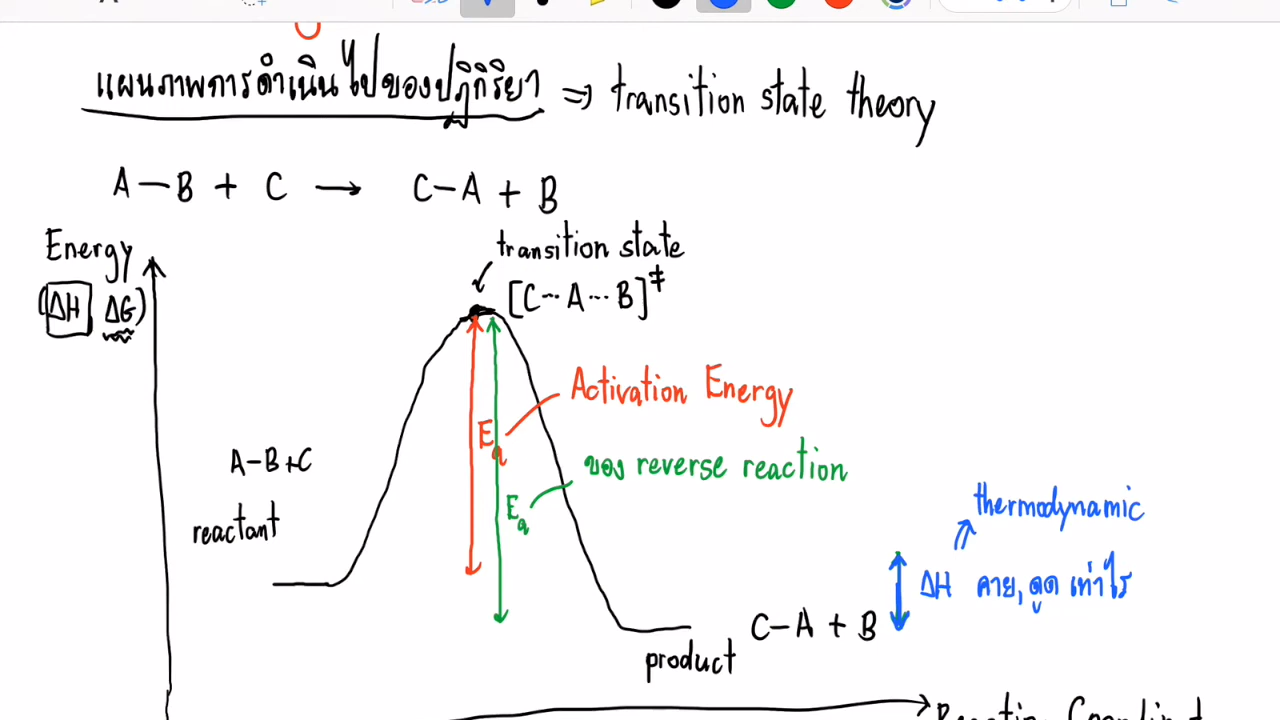 แผนภาพการดำเนินไปของปฏิกิริยา ⇒ transition state theory
A—B + C ⟶ C-A + B
Energy
(ΔH, ΔG)
transition state
[C···A···B]‡
Activation Energy
Ea
A-B+C
reactant
ของ reverse reaction
Ea
thermodynamic
ΔH คาย, ดูด เท่าไร
C-A + B
product
Reaction